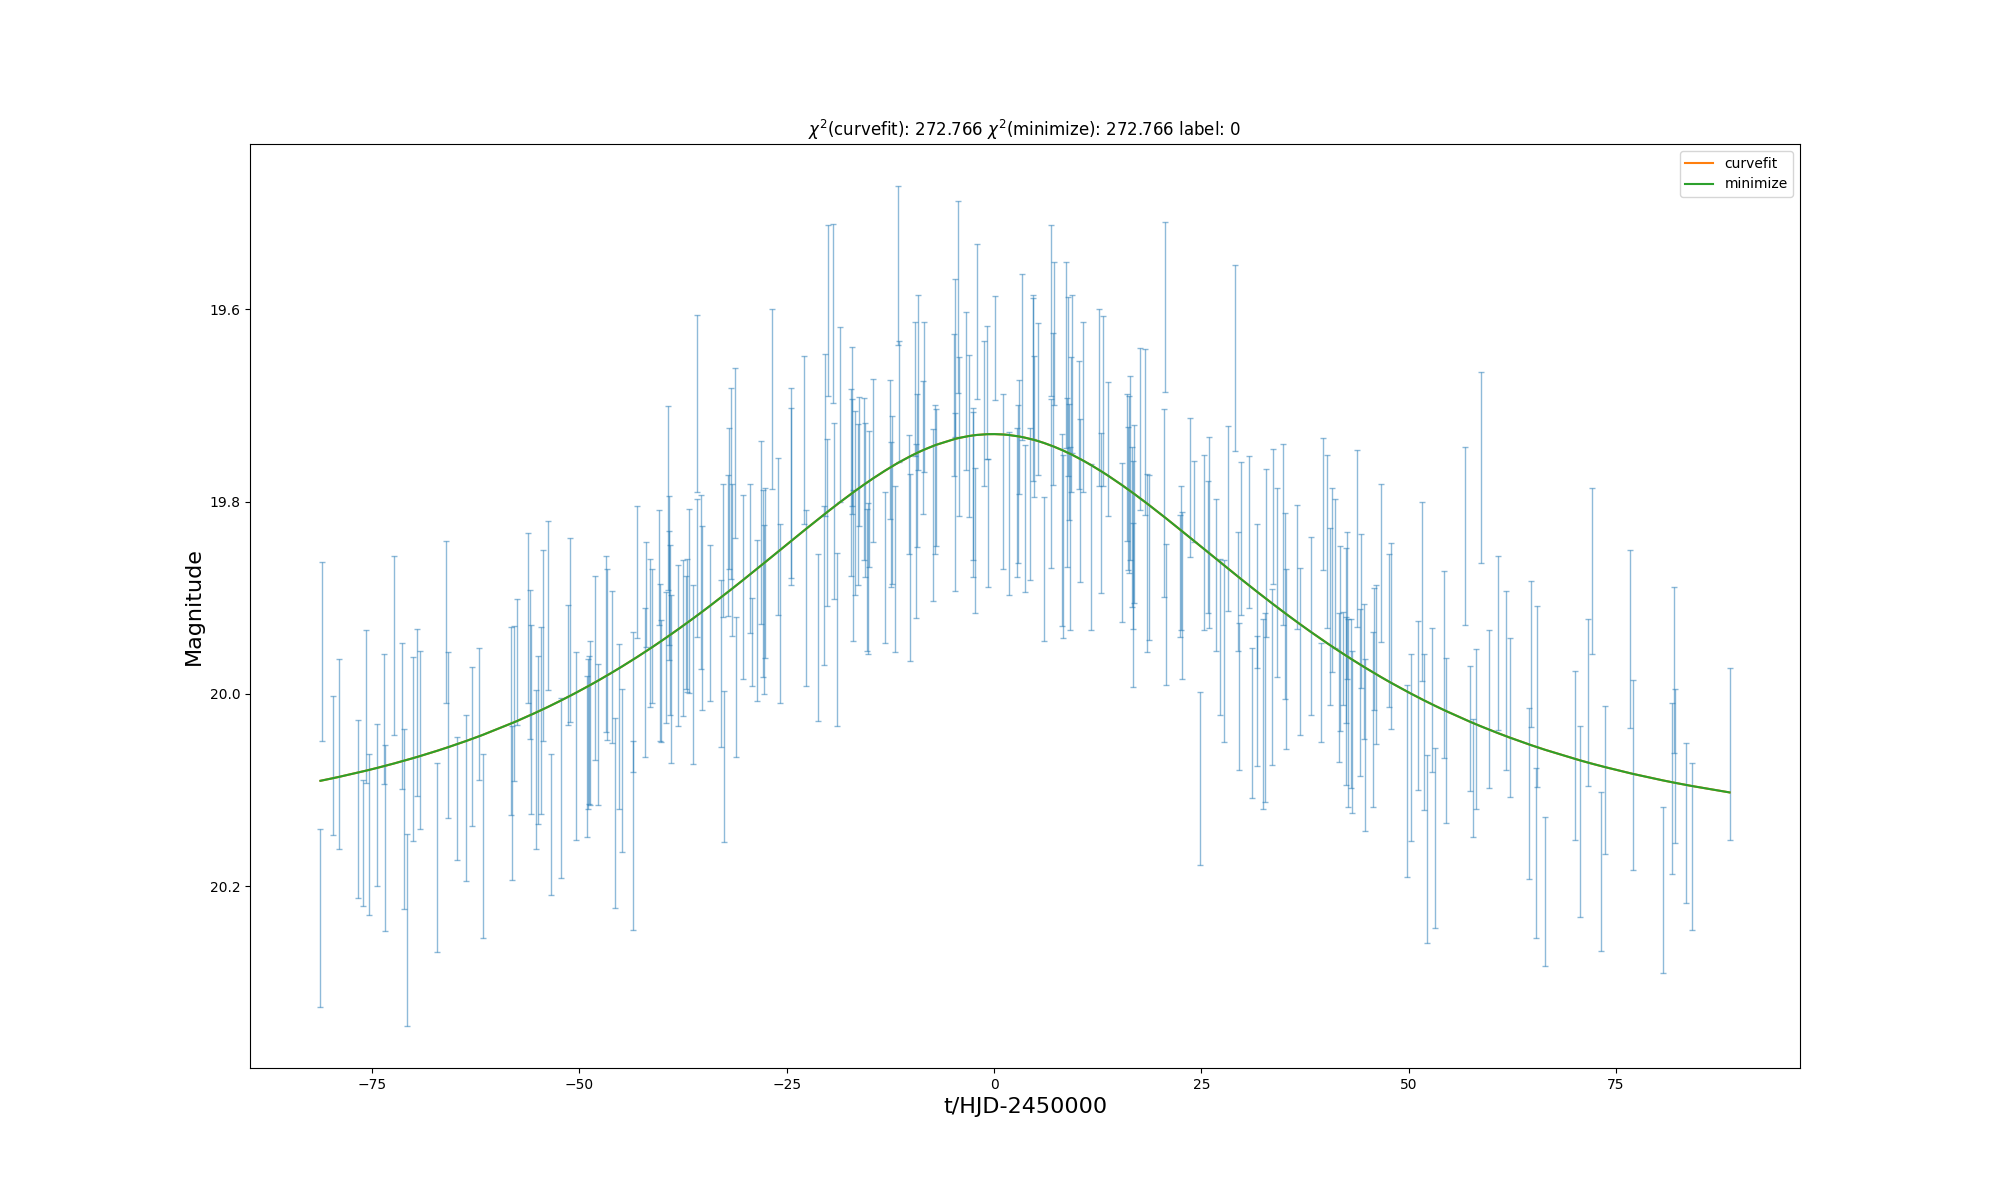 χ²(curvefit): 272.766 χ²(minimize): 272.766 label: 0
curvefit
minimize
19.6
19.8
20.0
20.2
Magnitude
−75 −50 −25 0 25 50 75
t/HJD-2450000